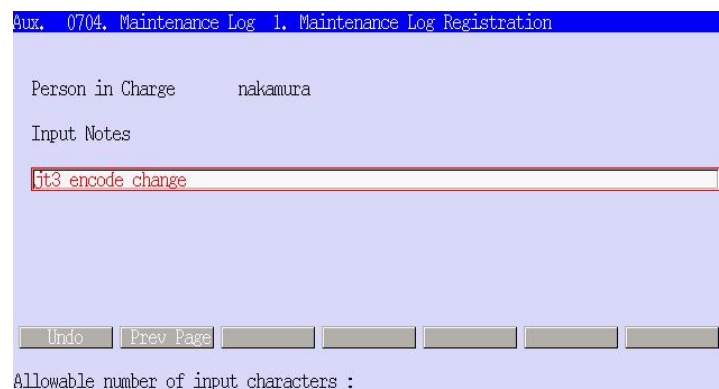 Aux. 0704. Maintenance Log 1. Maintenance Log Registration
Person in Charge nakamura
Input Notes
jt3 encode change
Undo Prev Page
Allowable number of input characters :